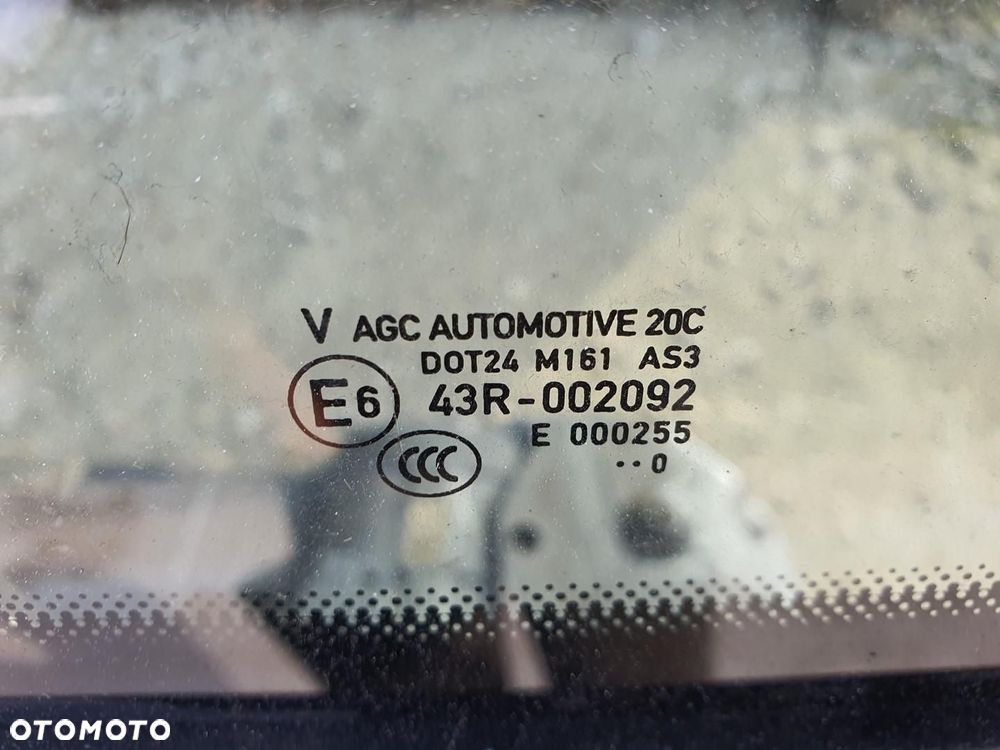 V AGC AUTOMOTIVE 20C
DOT24 M161 AS3
E6 43R-002092
E 000255
CCC
··0
OTOMOTO